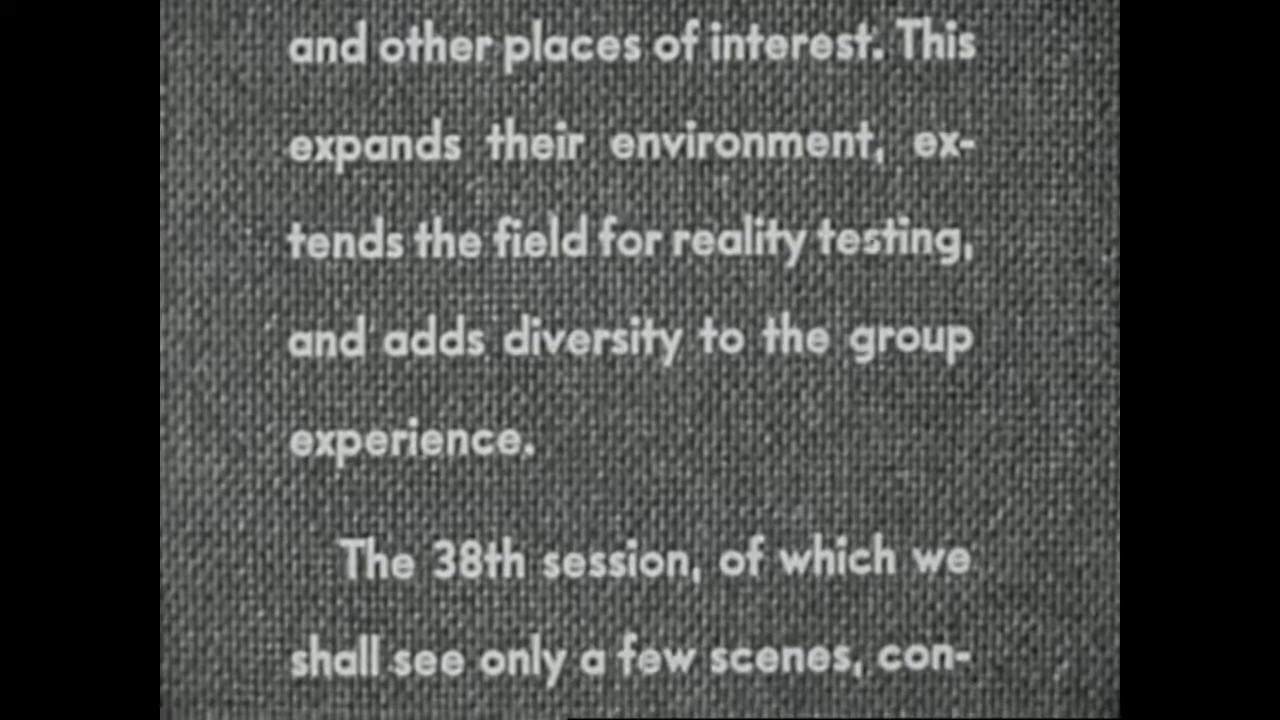 and other places of interest. This
expands their environment, ex-
tends the field for reality testing,
and adds diversity to the group
experience.
The 38th session, of which we
shall see only a few scenes, con-